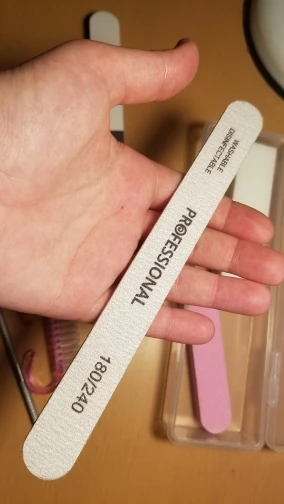 WASHABLE
DISINFECTABLE
PROFESSIONAL
180/240